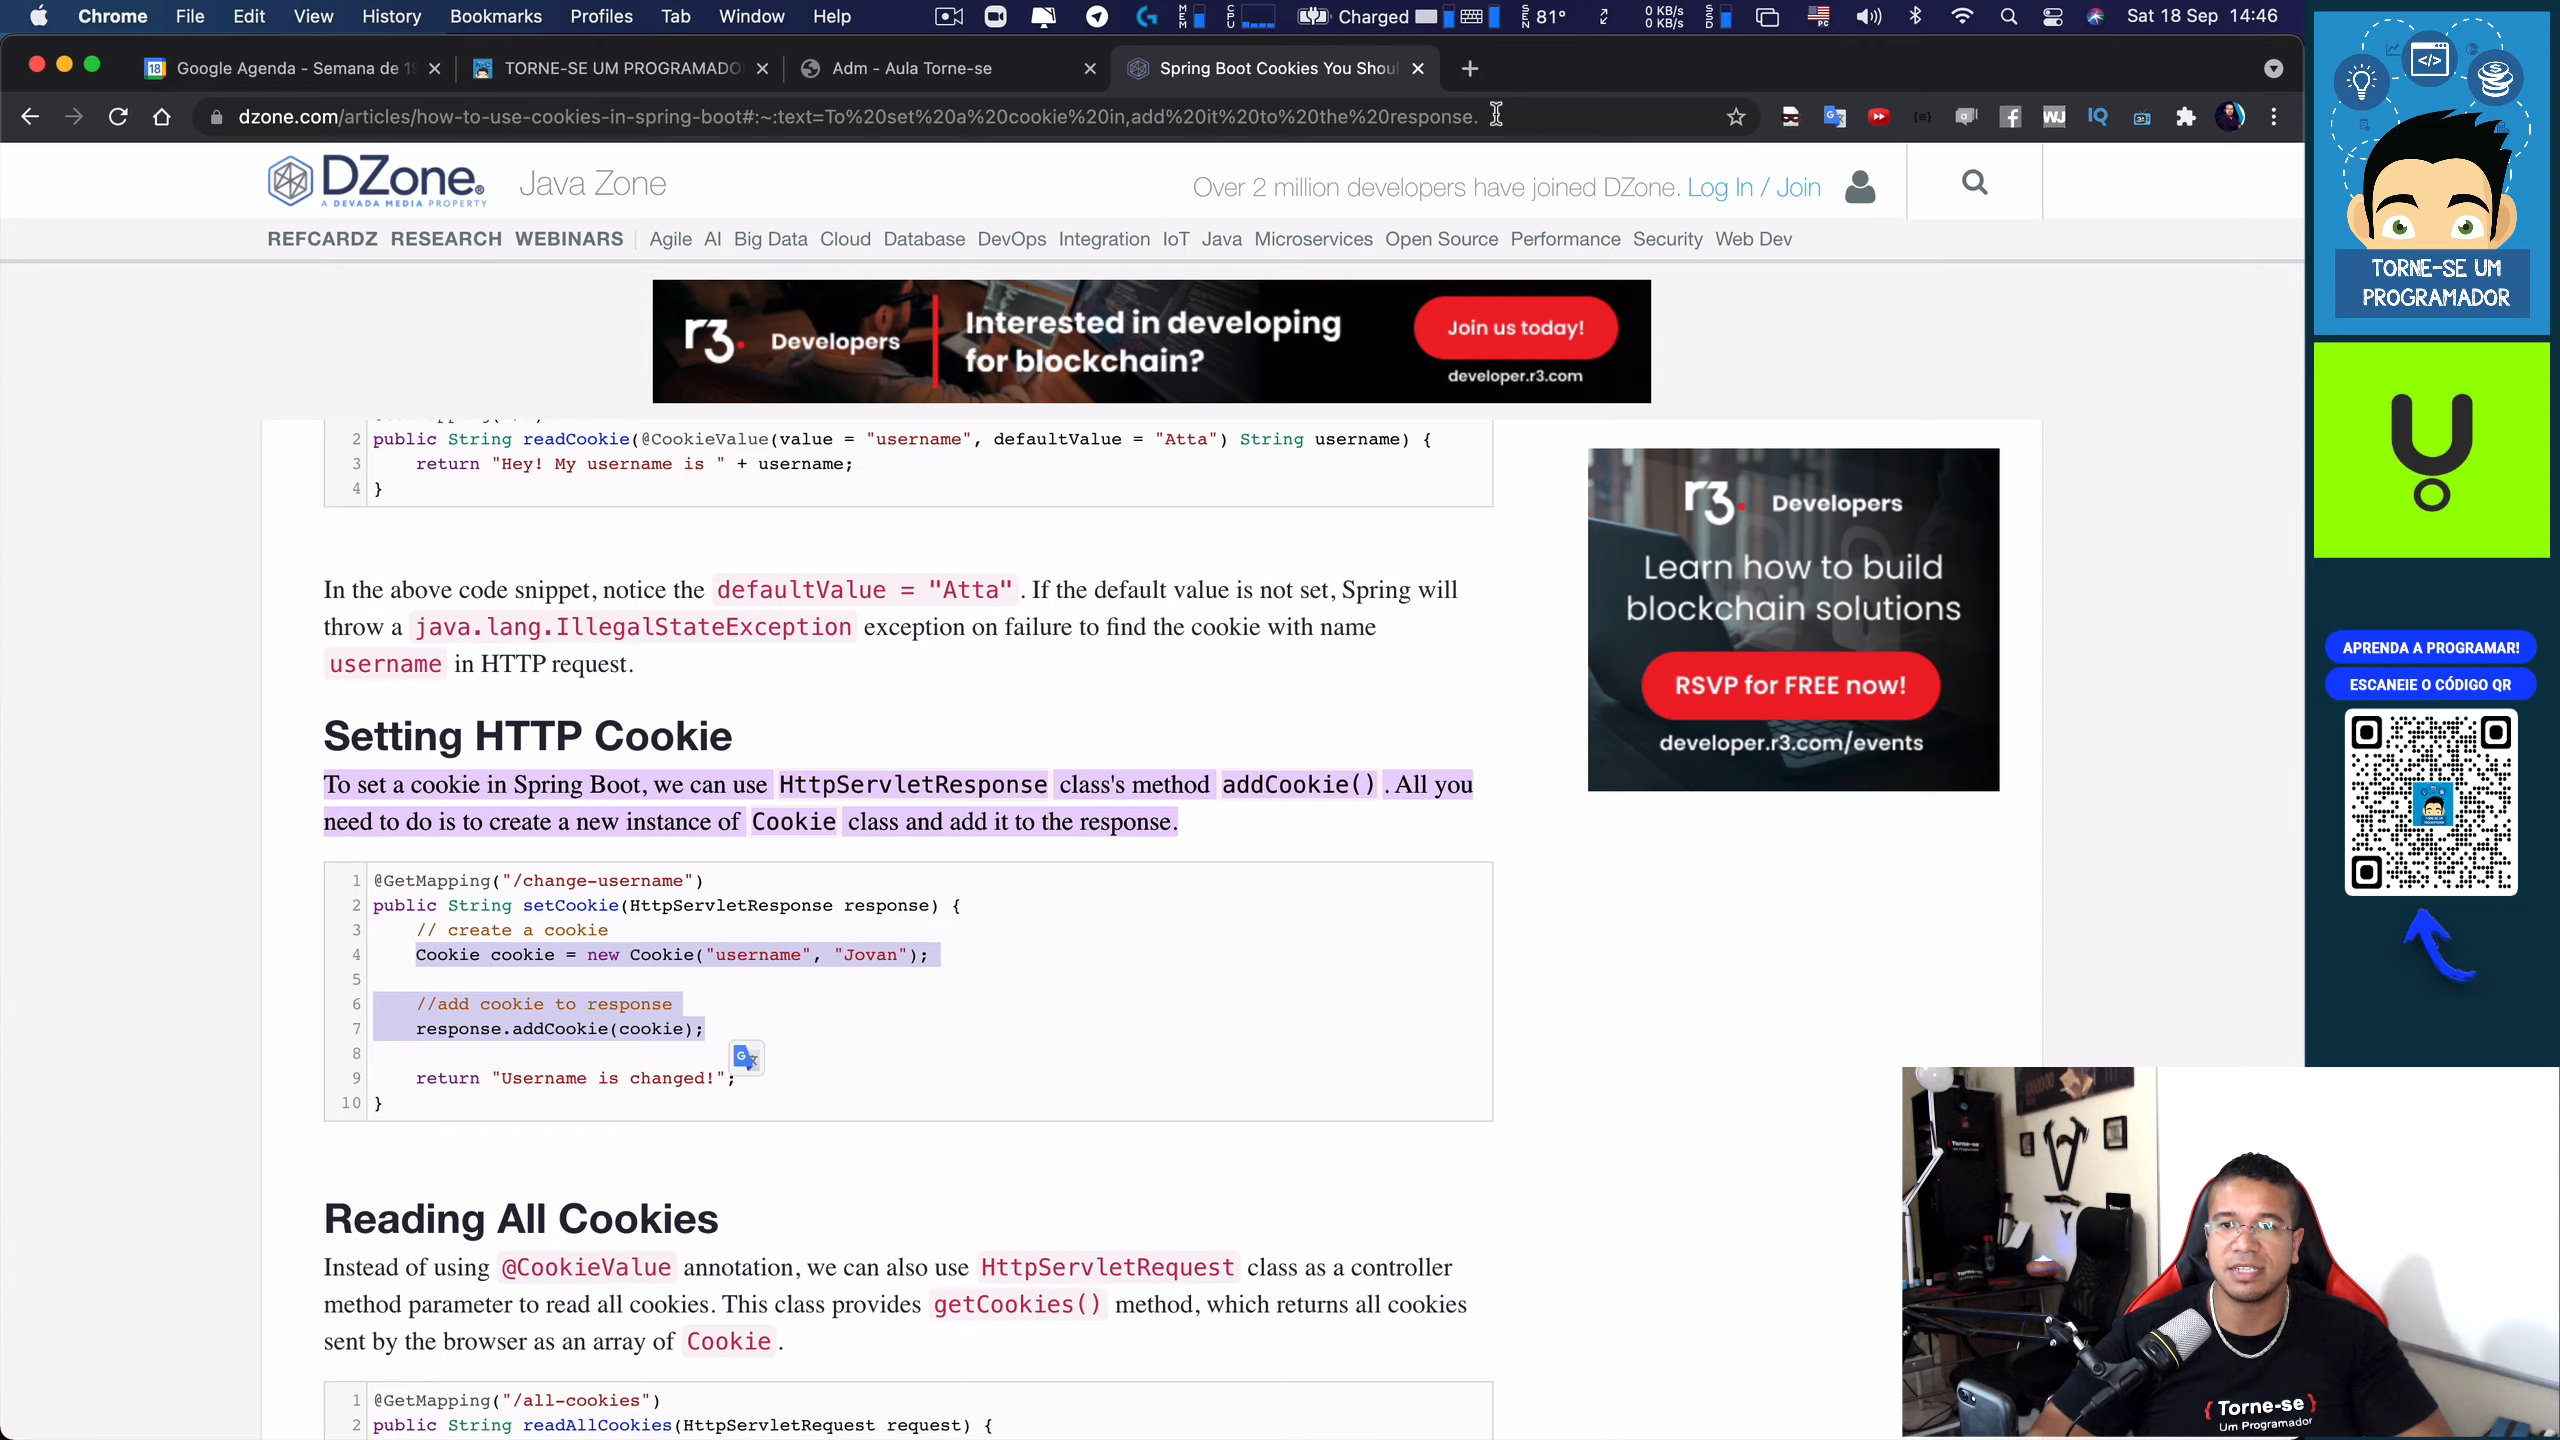 Chrome File Edit View History Bookmarks Profiles Tab Window Help
MEM CPU Charged SEN 81° 0 KB/s 0 KB/s SSD PC Sat 18 Sep 14:46
18 Google Agenda - Semana de 19
TORNE-SE UM PROGRAMADO
Adm - Aula Torne-se
Spring Boot Cookies You Shou
dzone.com/articles/how-to-use-cookies-in-spring-boot#:~:text=To%20set%20a%20cookie%20in,add%20it%20to%20the%20response.
DZone. Java Zone
A DEVADA MEDIA PROPERTY
Over 2 million developers have joined DZone. Log In / Join
REFCARDZ RESEARCH WEBINARS Agile AI Big Data Cloud Database DevOps Integration IoT Java Microservices Open Source Performance Security Web Dev
r3. Developers
Interested in developing
for blockchain?
Join us today!
developer.r3.com
2 public String readCookie(@CookieValue(value = "username", defaultValue = "Atta") String username) {
3 return "Hey! My username is " + username;
4 }
In the above code snippet, notice the defaultValue = "Atta" . If the default value is not set, Spring will
throw a java.lang.IllegalStateException exception on failure to find the cookie with name
username in HTTP request.
Setting HTTP Cookie
To set a cookie in Spring Boot, we can use HttpServletResponse class's method addCookie() . All you
need to do is to create a new instance of Cookie class and add it to the response.
1 @GetMapping("/change-username")
2 public String setCookie(HttpServletResponse response) {
3 // create a cookie
4 Cookie cookie = new Cookie("username", "Jovan");
5
6 //add cookie to response
7 response.addCookie(cookie);
8
9 return "Username is changed!";
10 }
Reading All Cookies
Instead of using @CookieValue annotation, we can also use HttpServletRequest class as a controller
method parameter to read all cookies. This class provides getCookies() method, which returns all cookies
sent by the browser as an array of Cookie .
1 @GetMapping("/all-cookies")
2 public String readAllCookies(HttpServletRequest request) {
r3. Developers
Learn how to build
blockchain solutions
RSVP for FREE now!
developer.r3.com/events
</>
TORNE-SE UM
PROGRAMADOR
APRENDA A PROGRAMAR!
ESCANEIE O CÓDIGO QR
{ Torne-se }
Um Programador